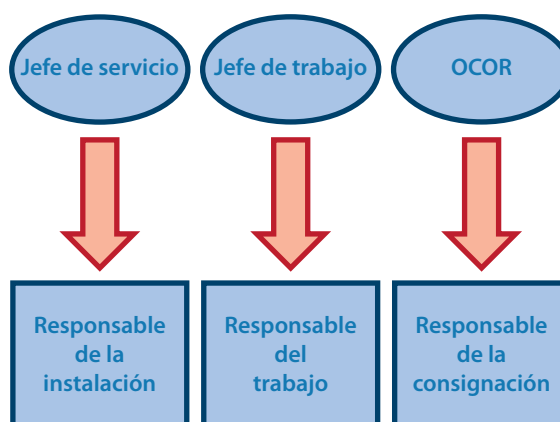 Jefe de servicio
Jefe de trabajo
OCOR
Responsable
de la
instalación
Responsable
del
trabajo
Responsable
de la
consignación